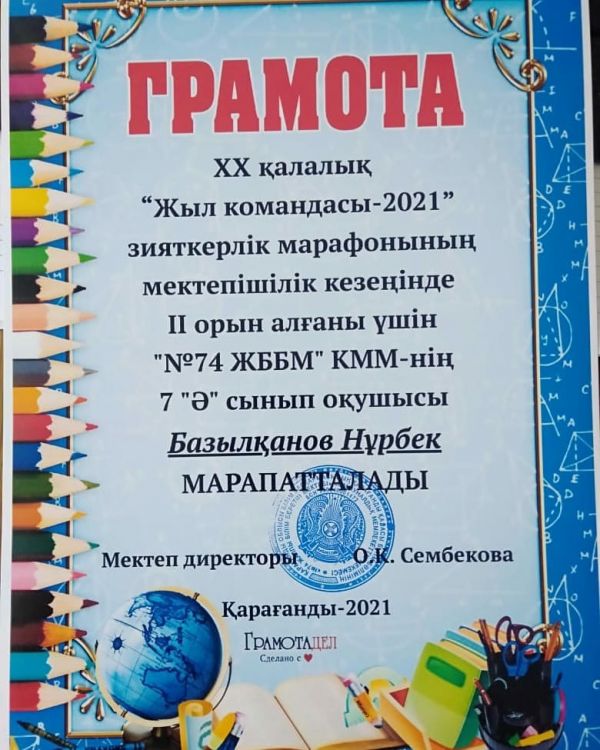 ГРАМОТА
XX қалалық
“Жыл командасы-2021”
зияткерлік марафонының
мектепішілік кезеңінде
II орын алғаны үшін
"№74 ЖББМ" КММ-нің
7 "Ә" сынып оқушысы
Базылқанов Нұрбек
МАРАПАТТАЛАДЫ
Мектеп директоры О.К. Сембекова
Қарағанды-2021
ГРАМОТАДЕЛ
Сделано с ❤